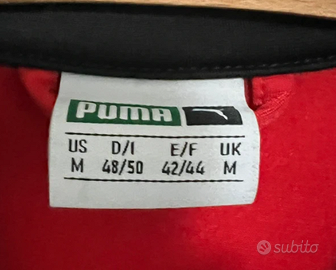 PUMA
US D/I E/F UK
M 48/50 42/44 M
subito